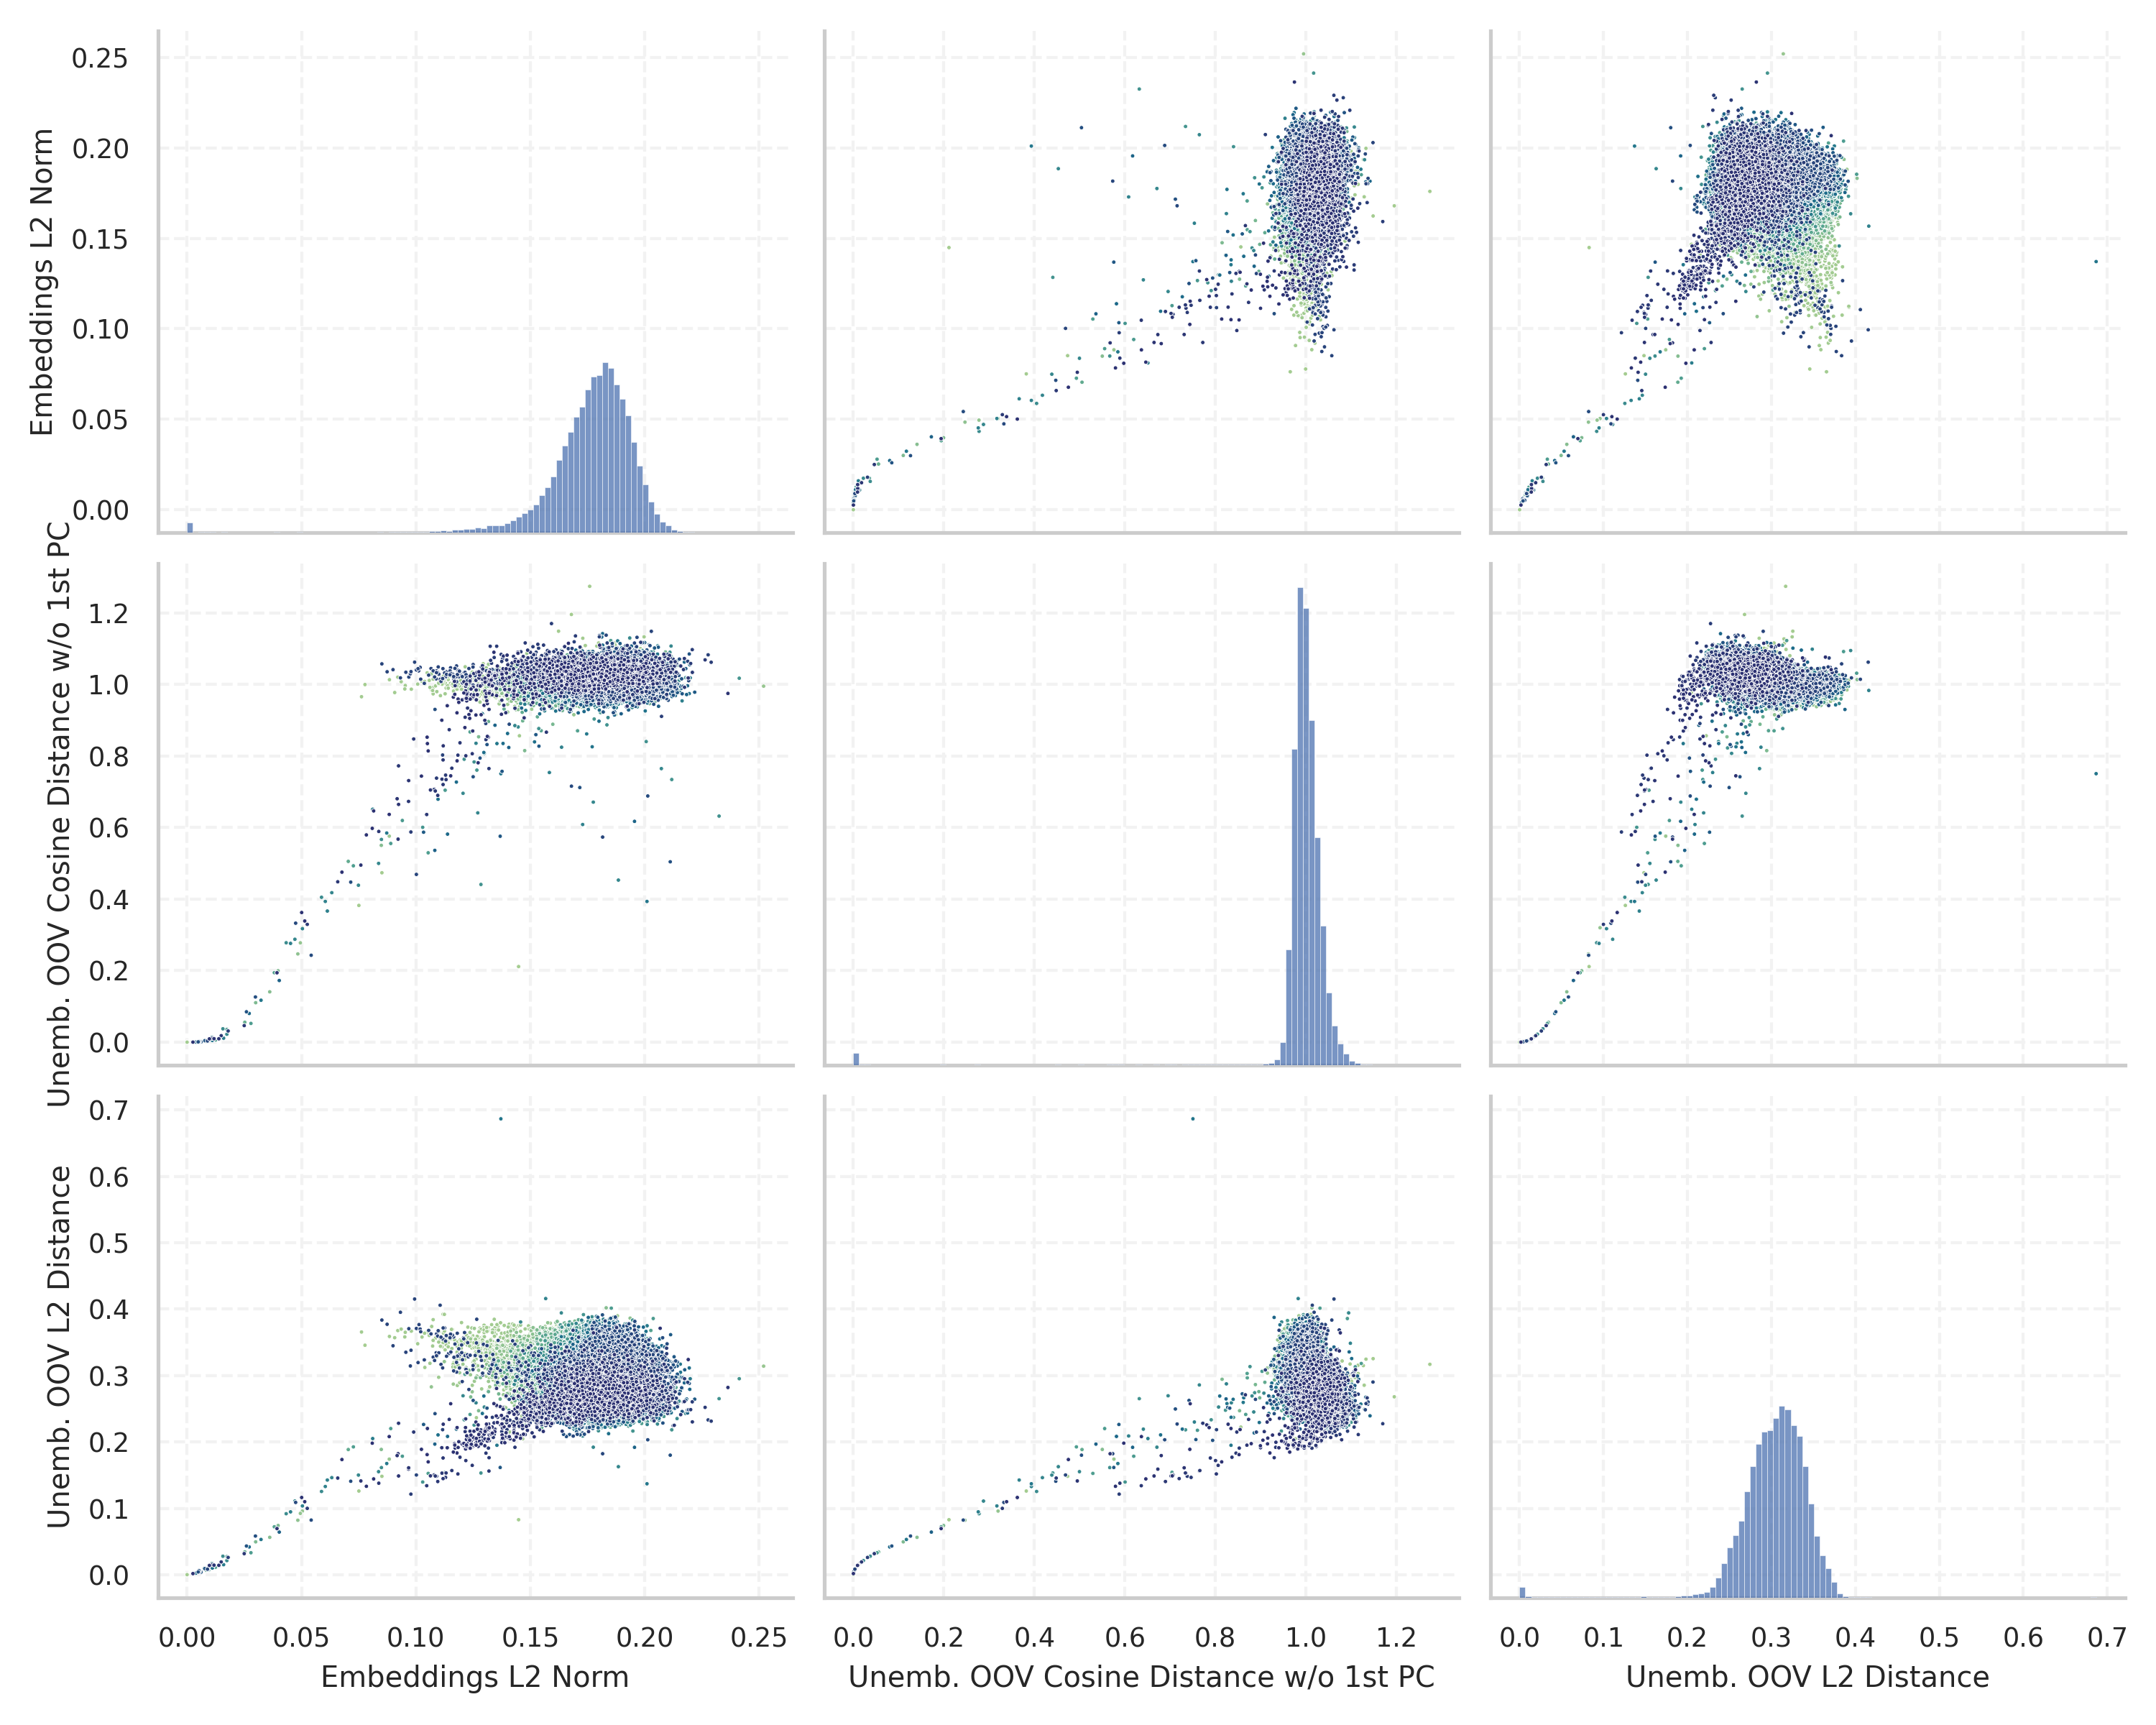 Embeddings L2 Norm
0.25
0.20
0.15
0.10
0.05
0.00
Unemb. OOV Cosine Distance w/o 1st PC
1.2
1.0
0.8
0.6
0.4
0.2
0.0
Unemb. OOV L2 Distance
0.7
0.6
0.5
0.4
0.3
0.2
0.1
0.0
0.00 0.05 0.10 0.15 0.20 0.25
Embeddings L2 Norm
0.0 0.2 0.4 0.6 0.8 1.0 1.2
Unemb. OOV Cosine Distance w/o 1st PC
0.0 0.1 0.2 0.3 0.4 0.5 0.6 0.7
Unemb. OOV L2 Distance